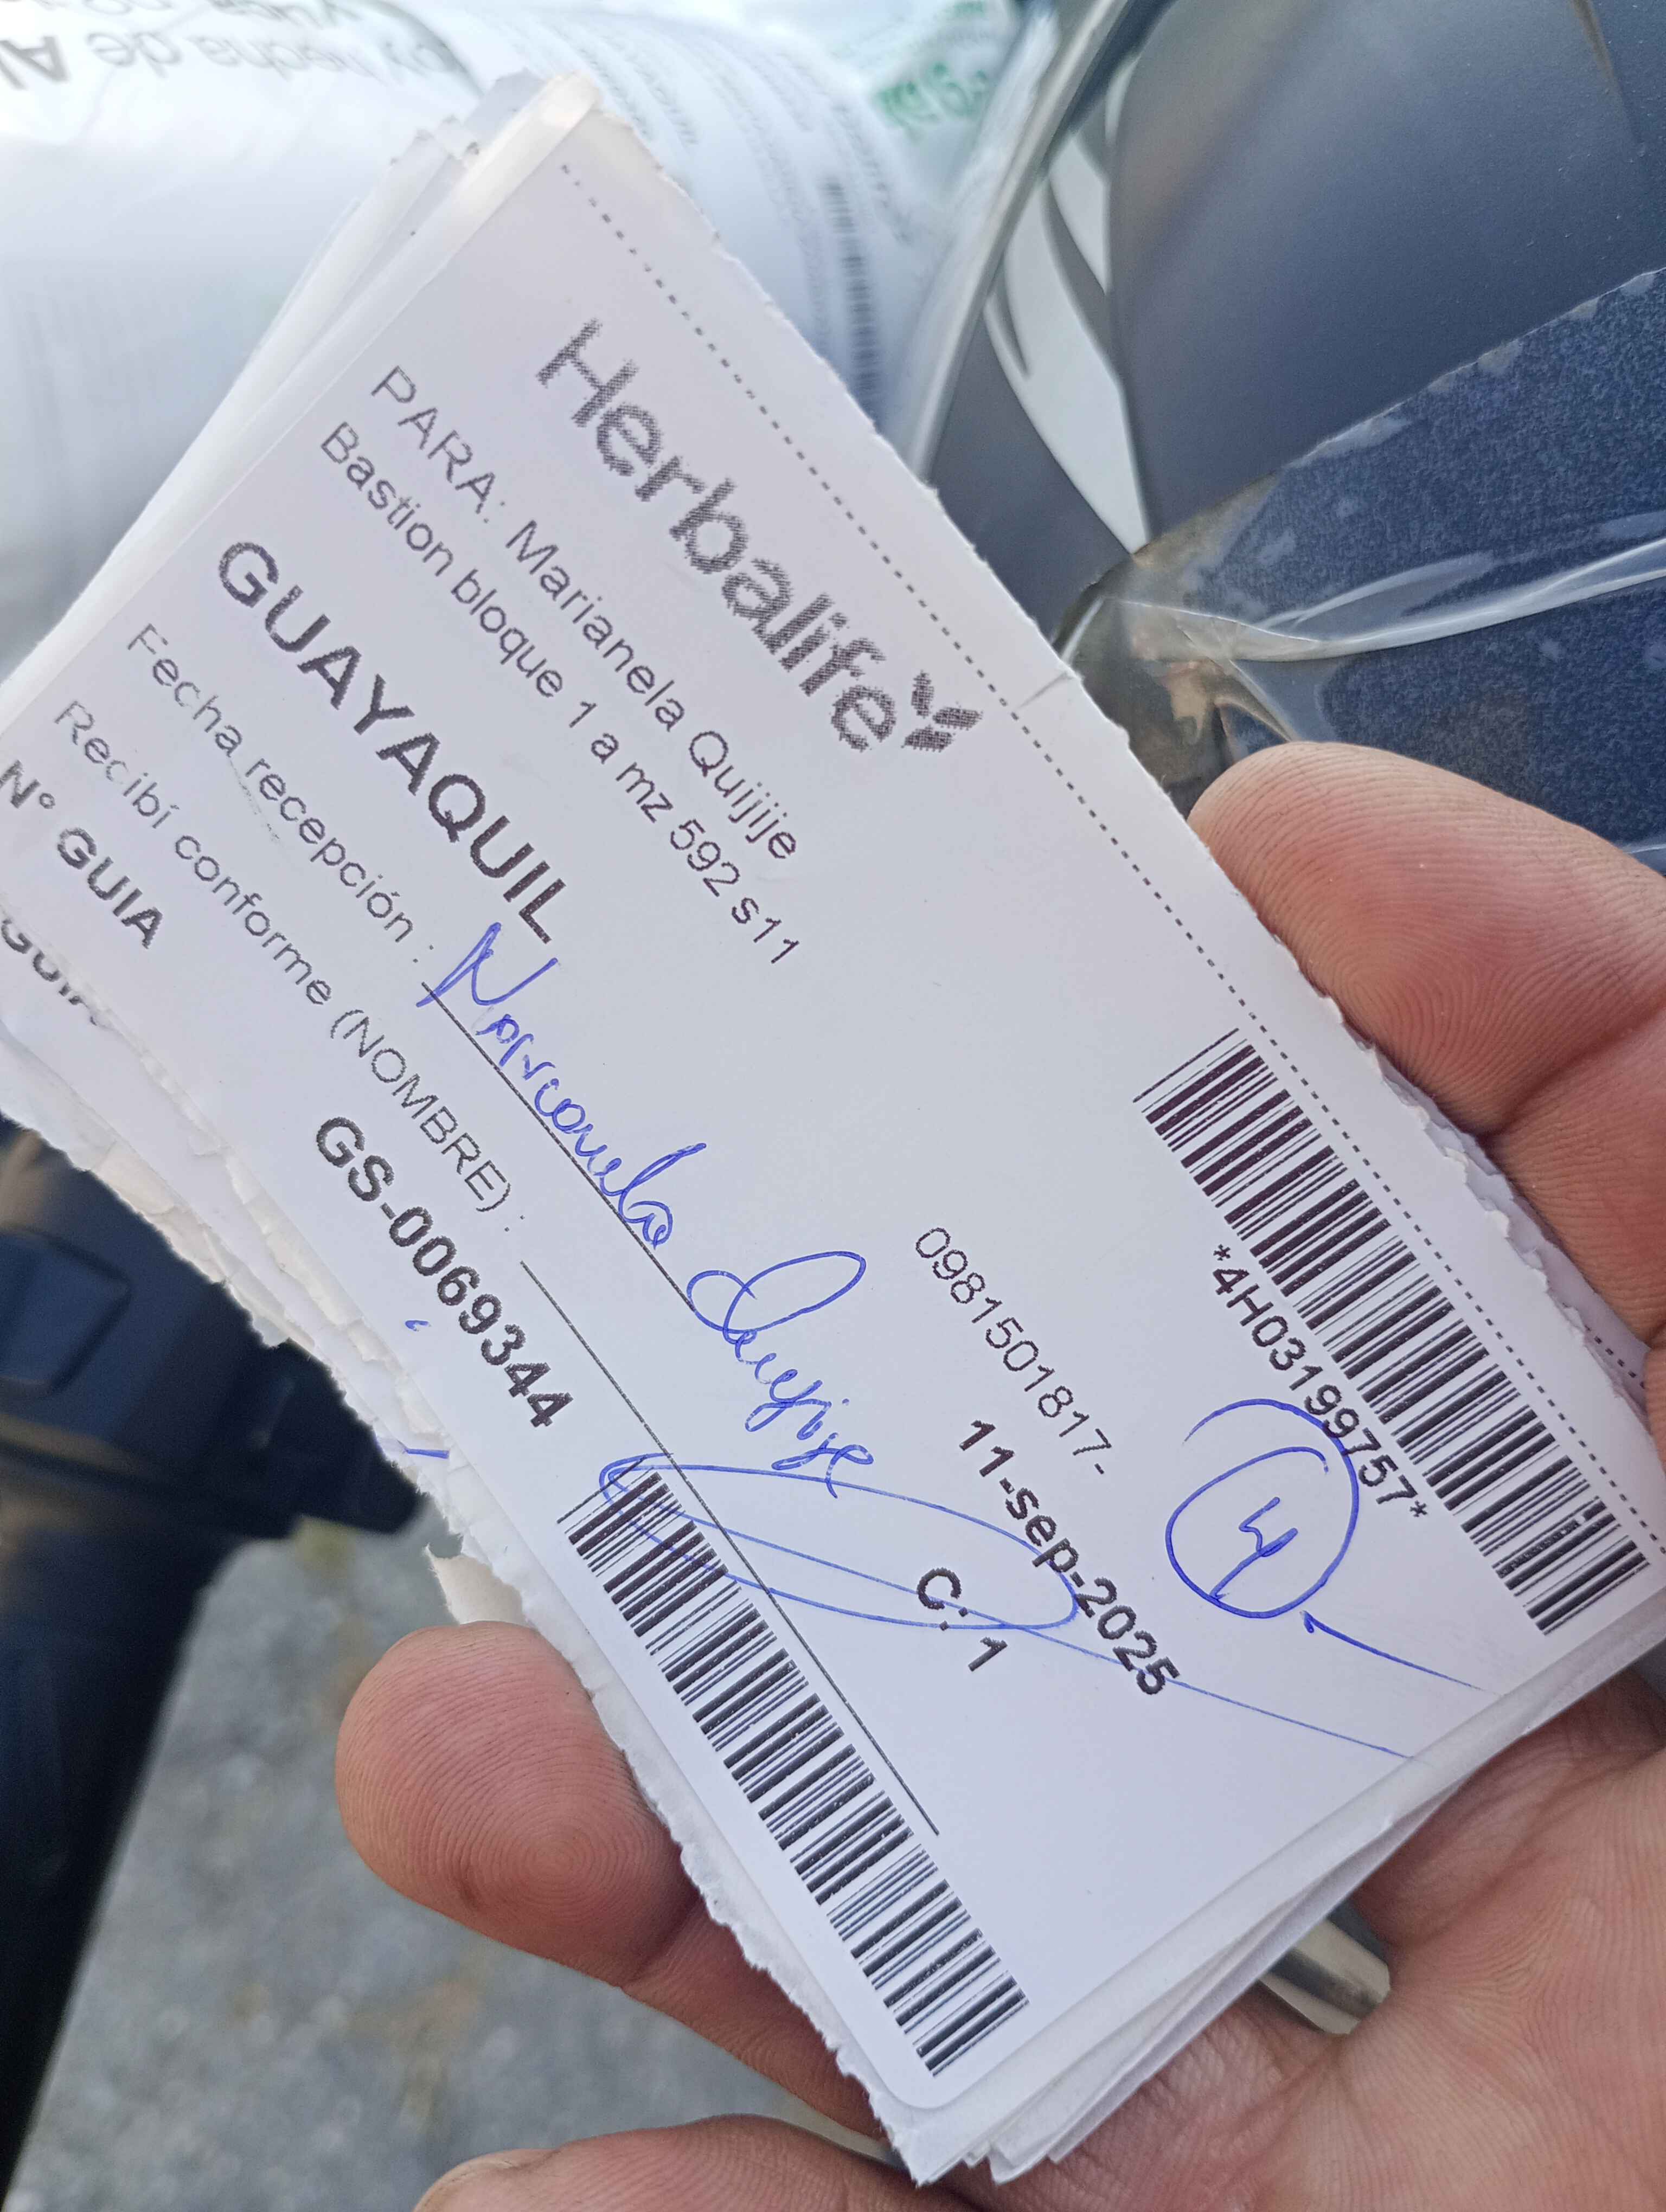 Herbalife
*4H03199757*
PARA: Marianela Quijije
0981501817-
4
Bastion bloque 1 a mz 592 s11
GUAYAQUIL
11-sep-2025
Fecha recepción :
Marianela Quijije
C: 1
Recibí conforme (NOMBRE) :
N° GUIA
GS-0069344